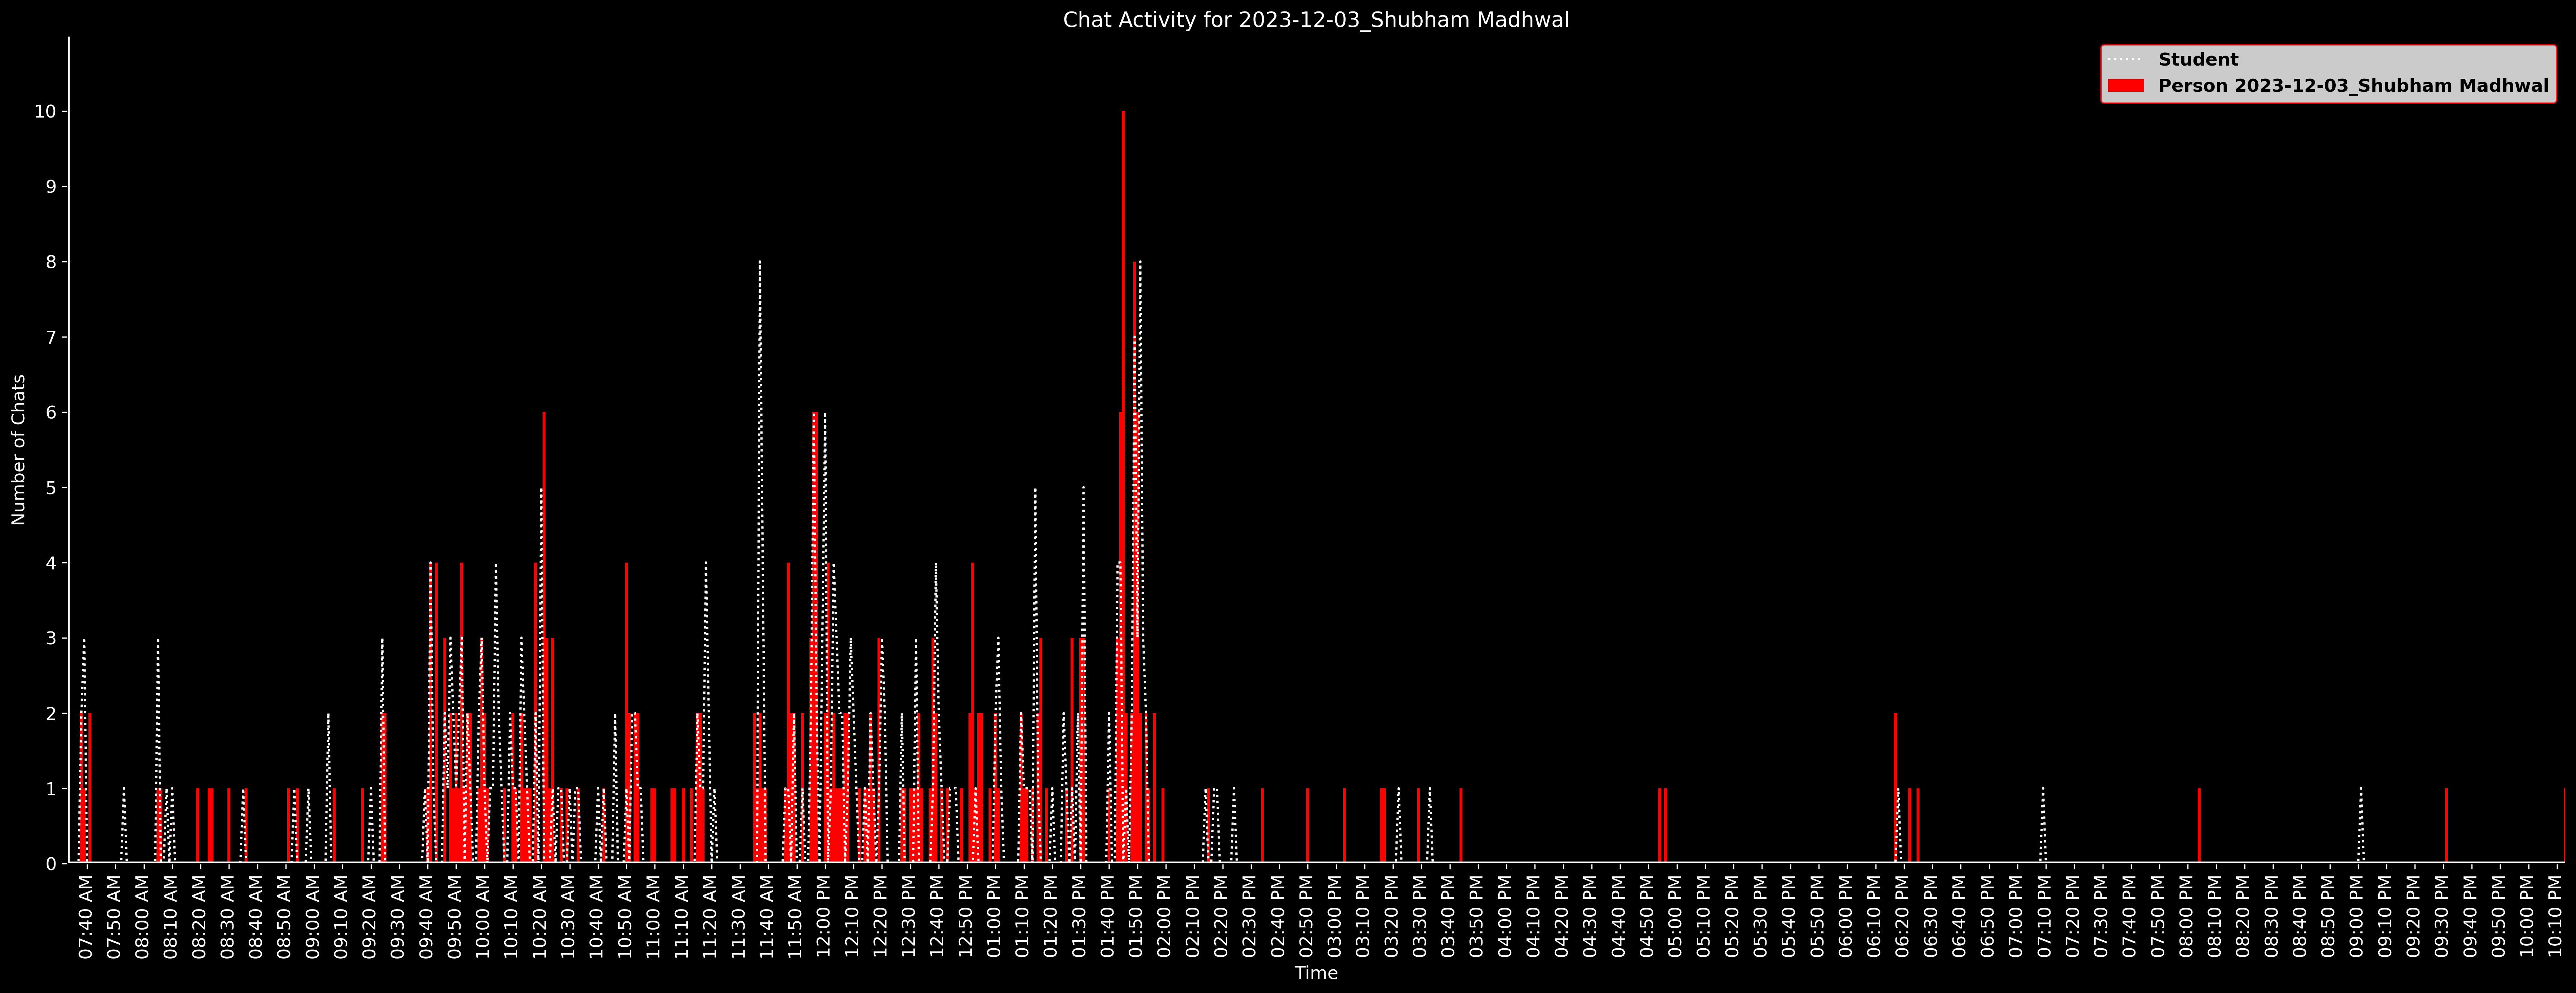 Chat Activity for 2023-12-03_Shubham Madhwal
Student
Person 2023-12-03_Shubham Madhwal
Number of Chats
10
9
8
7
6
5
4
3
2
1
0
07:40 AM
07:50 AM
08:00 AM
08:10 AM
08:20 AM
08:30 AM
08:40 AM
08:50 AM
09:00 AM
09:10 AM
09:20 AM
09:30 AM
09:40 AM
09:50 AM
10:00 AM
10:10 AM
10:20 AM
10:30 AM
10:40 AM
10:50 AM
11:00 AM
11:10 AM
11:20 AM
11:30 AM
11:40 AM
11:50 AM
12:00 PM
12:10 PM
12:20 PM
12:30 PM
12:40 PM
12:50 PM
01:00 PM
01:10 PM
01:20 PM
01:30 PM
01:40 PM
01:50 PM
02:00 PM
02:10 PM
02:20 PM
02:30 PM
02:40 PM
02:50 PM
03:00 PM
03:10 PM
03:20 PM
03:30 PM
03:40 PM
03:50 PM
04:00 PM
04:10 PM
04:20 PM
04:30 PM
04:40 PM
04:50 PM
05:00 PM
05:10 PM
05:20 PM
05:30 PM
05:40 PM
05:50 PM
06:00 PM
06:10 PM
06:20 PM
06:30 PM
06:40 PM
06:50 PM
07:00 PM
07:10 PM
07:20 PM
07:30 PM
07:40 PM
07:50 PM
08:00 PM
08:10 PM
08:20 PM
08:30 PM
08:40 PM
08:50 PM
09:00 PM
09:10 PM
09:20 PM
09:30 PM
09:40 PM
09:50 PM
10:00 PM
10:10 PM
Time